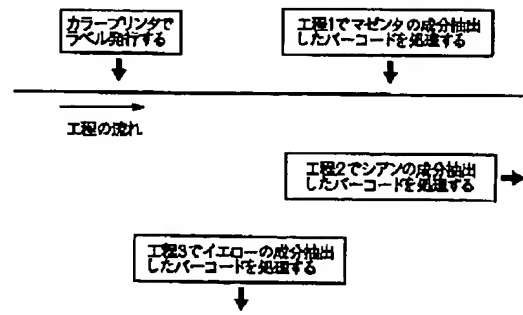 カラープリンタで
ラベル発行する
工程1でマゼンタの成分抽出
したバーコードを処理する
工程の流れ
工程2でシアンの成分抽出
したバーコードを処理する
工程3でイエローの成分抽出
したバーコードを処理する